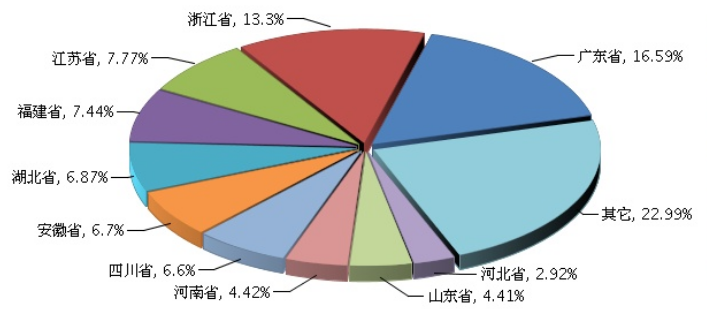 浙江省, 13.3%
广东省, 16.59%
江苏省, 7.77%
福建省, 7.44%
湖北省, 6.87%
其它, 22.99%
安徽省, 6.7%
四川省, 6.6%
河北省, 2.92%
河南省, 4.42%
山东省, 4.41%